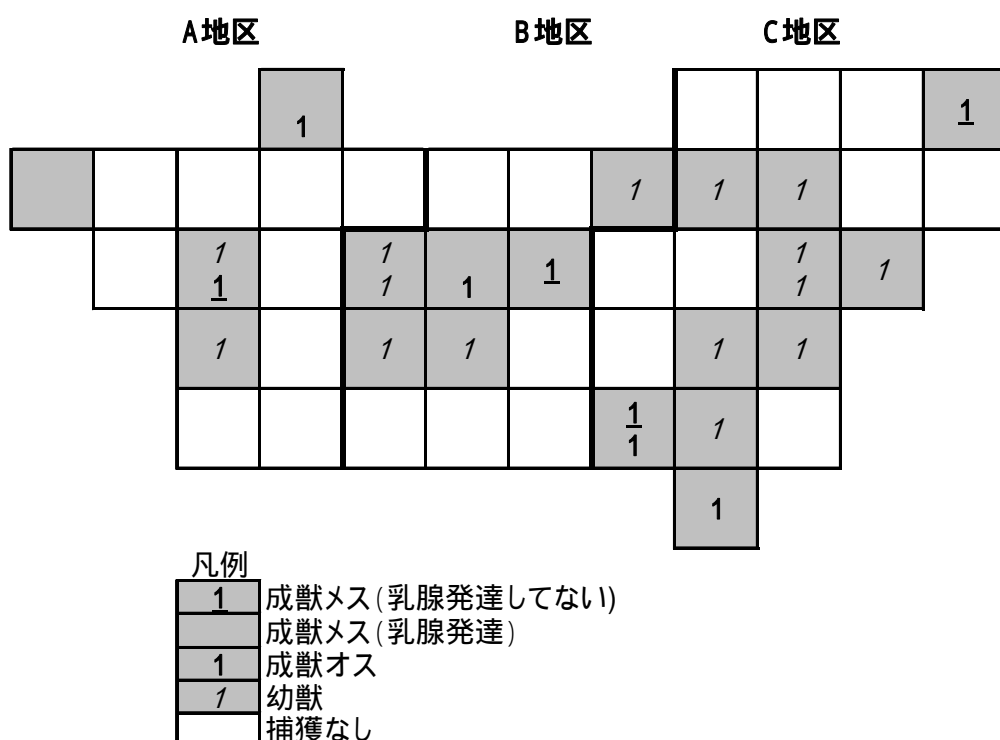 A地区 B地区 C地区
1 1
1 1 1
1 1 1 1
1 1 1 1 1
1 1 1 1 1
1 1
1
1
凡例
1 成獣メス(乳腺発達してない)
成獣メス(乳腺発達)
1 成獣オス
1 幼獣
捕獲なし